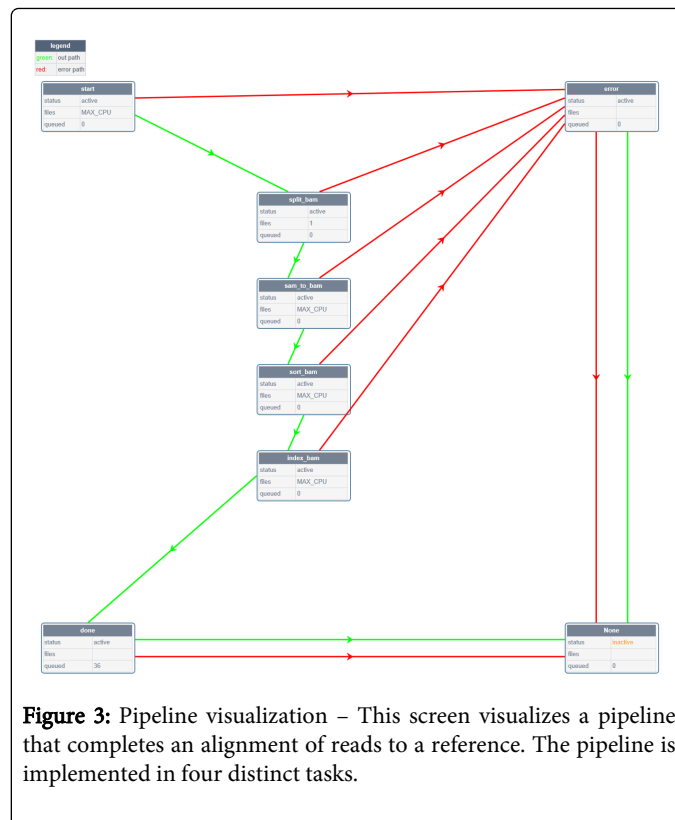 legend
green: out path
red: error path
start
status active
files MAX_CPU
queued 0
error
status active
files
queued 0
split_bam
status active
files 1
queued 0
sam_to_bam
status active
files MAX_CPU
queued 0
sort_bam
status active
files MAX_CPU
queued 0
index_bam
status active
files MAX_CPU
queued 0
done
status active
files
queued 36
None
status inactive
files
queued 0
Figure 3: Pipeline visualization – This screen visualizes a pipeline
that completes an alignment of reads to a reference. The pipeline is
implemented in four distinct tasks.